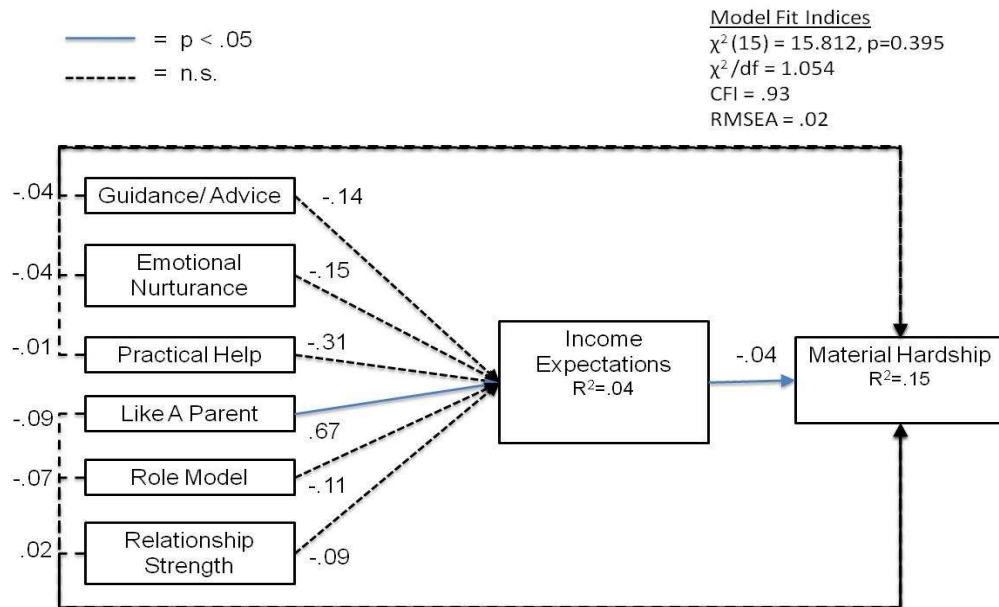 = p < .05
= n.s.
Model Fit Indices
χ²(15) = 15.812, p=0.395
χ²/df = 1.054
CFI = .93
RMSEA = .02
-.04
Guidance/ Advice
-.14
-.04
Emotional
Nurturance
-.15
-.01
Practical Help
-.31
-.09
Like A Parent
.67
-.07
Role Model
-.11
.02
Relationship
Strength
-.09
Income
Expectations
R²=.04
-.04
Material Hardship
R²=.15